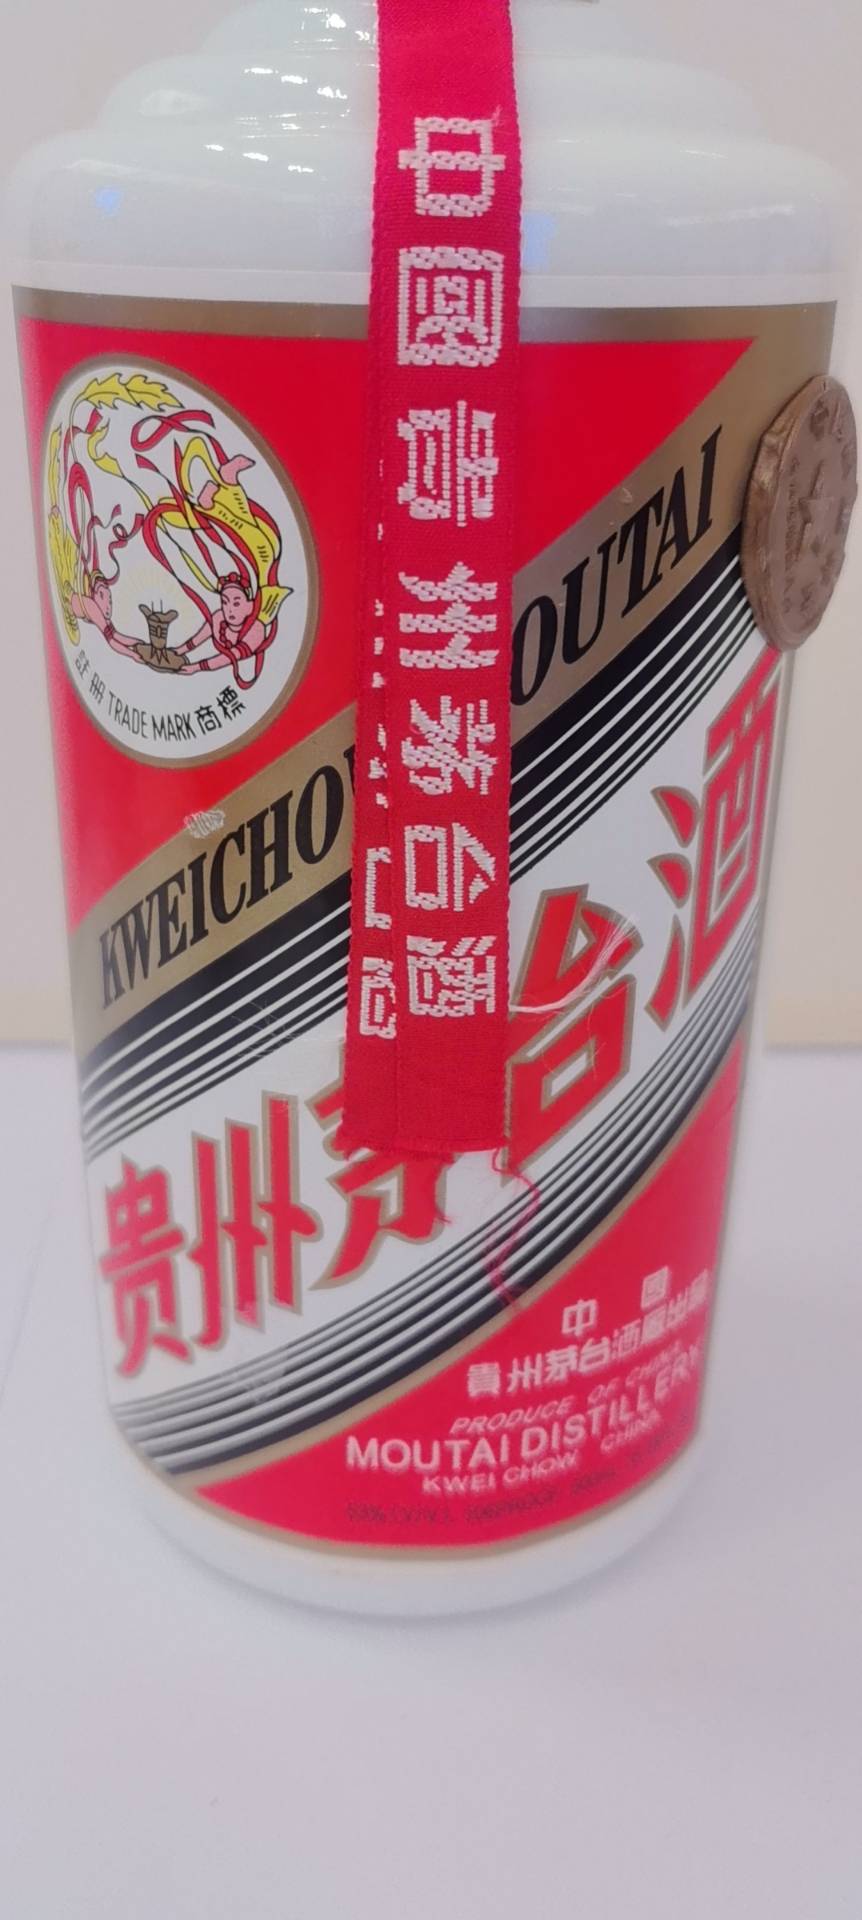 中國貴州茅台酒
註冊 TRADE MARK 商標
KWEICHO
OUTAI
贵州茅台酒
中國
貴州茅台酒廠出品
PRODUCE OF CHINA
MOUTAI DISTILLERY
KWEI CHOW CHINA